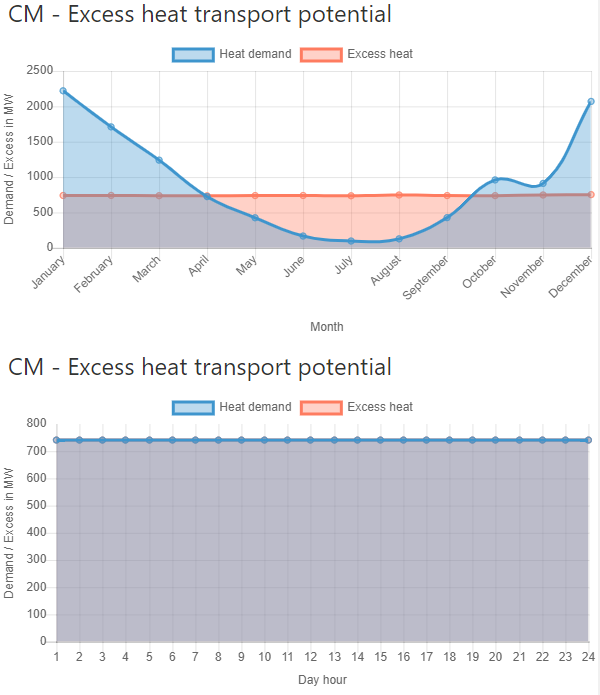 CM - Excess heat transport potential
Heat demand Excess heat
Demand / Excess in MW
2500
2000
1500
1000
500
0
January February March April May June July August September October November December
Month
CM - Excess heat transport potential
Heat demand Excess heat
Demand / Excess in MW
800
700
600
500
400
300
200
100
0
1 2 3 4 5 6 7 8 9 10 11 12 13 14 15 16 17 18 19 20 21 22 23 24
Day hour